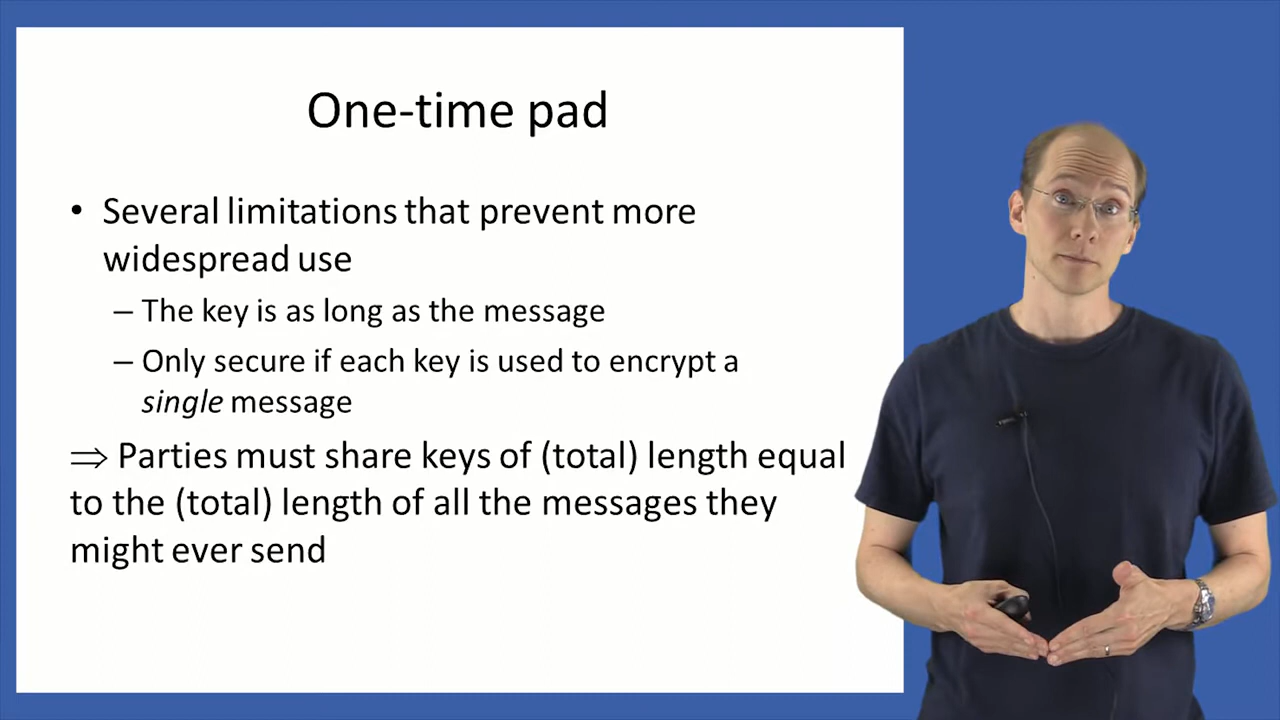 One-time pad
• Several limitations that prevent more
widespread use
– The key is as long as the message
– Only secure if each key is used to encrypt a
single message
⇒ Parties must share keys of (total) length equal
to the (total) length of all the messages they
might ever send